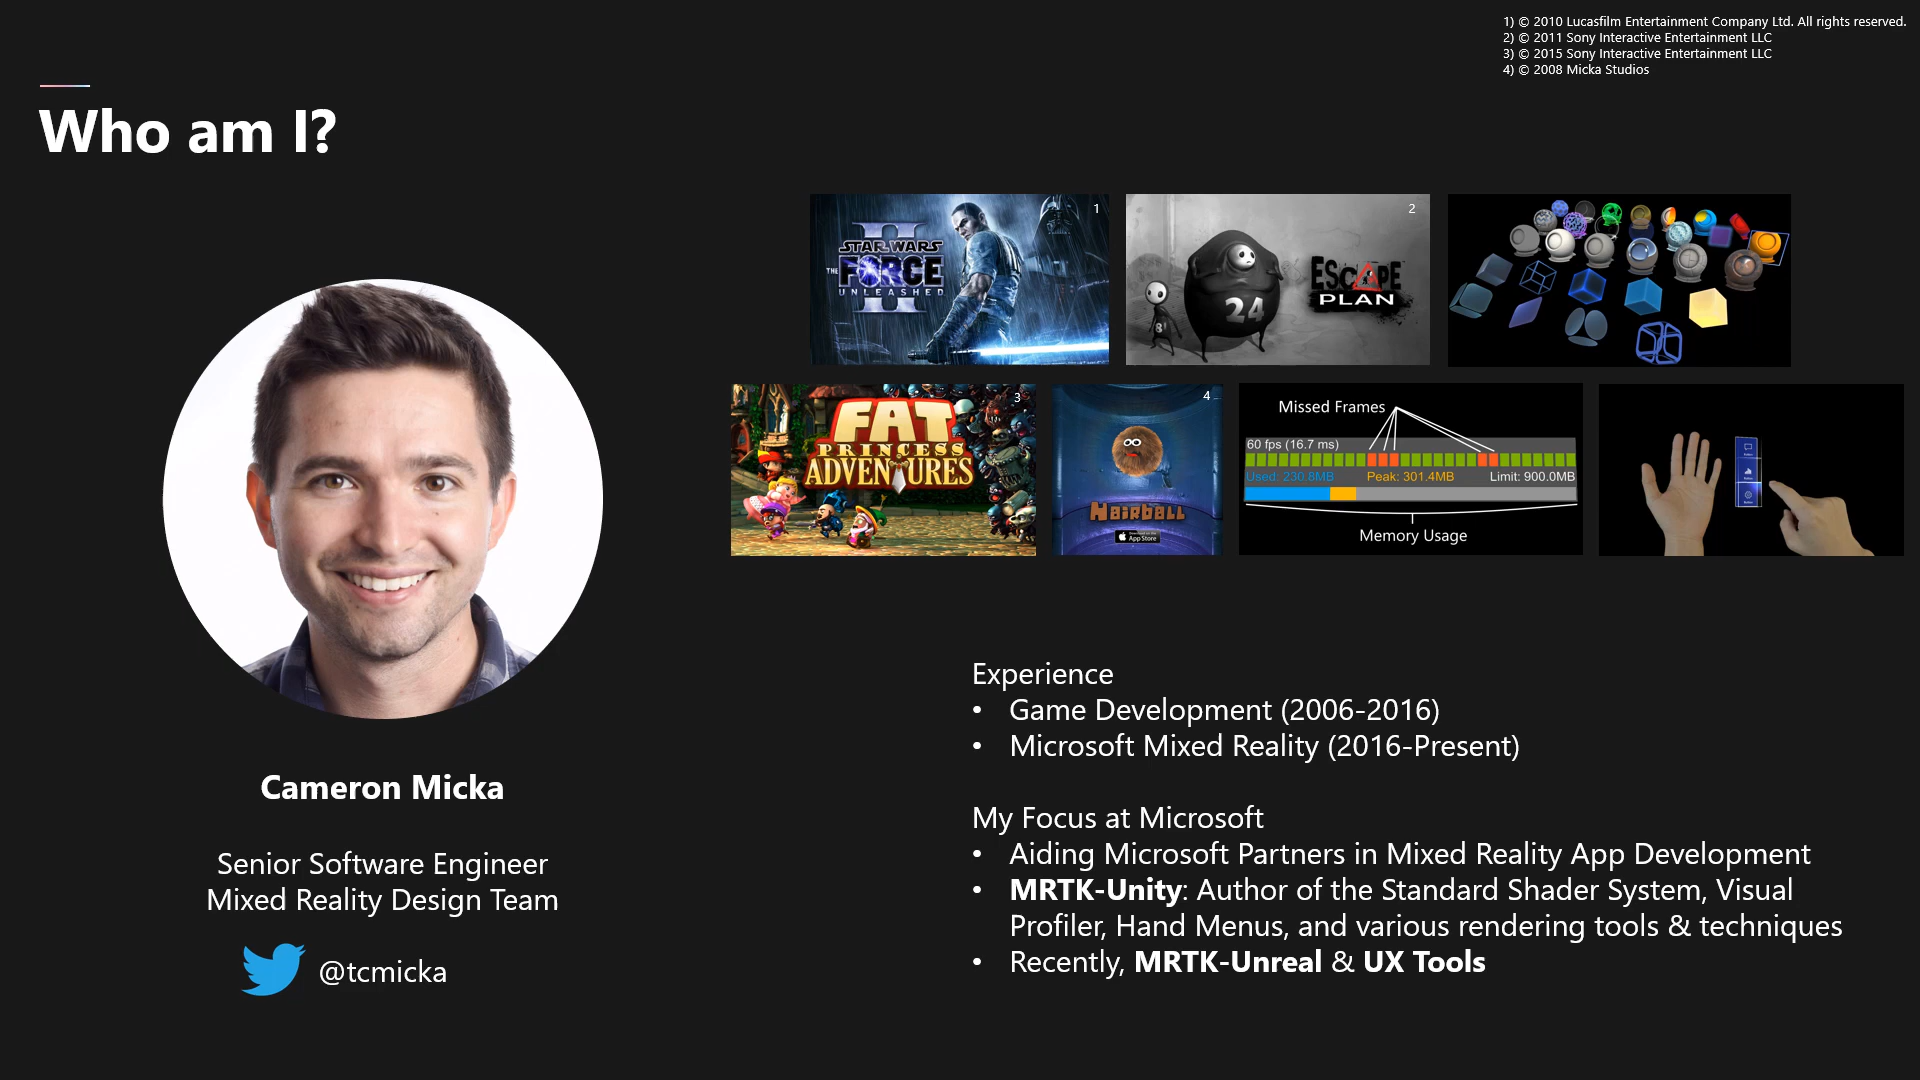 1) © 2010 Lucasfilm Entertainment Company Ltd. All rights reserved.
2) © 2011 Sony Interactive Entertainment LLC
3) © 2015 Sony Interactive Entertainment LLC
4) © 2008 Micka Studios
Who am I?
1
STAR WARS
THE FORCE
UNLEASHED
II
2
24
8
ESCAPE
PLAN
3
FAT
PRINCESS
ADVENTURES
4
HAIRBALL
App Store
Missed Frames
60 fps (16.7 ms)
Used: 230.8MB Peak: 301.4MB Limit: 900.0MB
Memory Usage
Cameron Micka
Senior Software Engineer
Mixed Reality Design Team
@tcmicka
Experience
• Game Development (2006-2016)
• Microsoft Mixed Reality (2016-Present)
My Focus at Microsoft
• Aiding Microsoft Partners in Mixed Reality App Development
• MRTK-Unity: Author of the Standard Shader System, Visual
Profiler, Hand Menus, and various rendering tools & techniques
• Recently, MRTK-Unreal & UX Tools